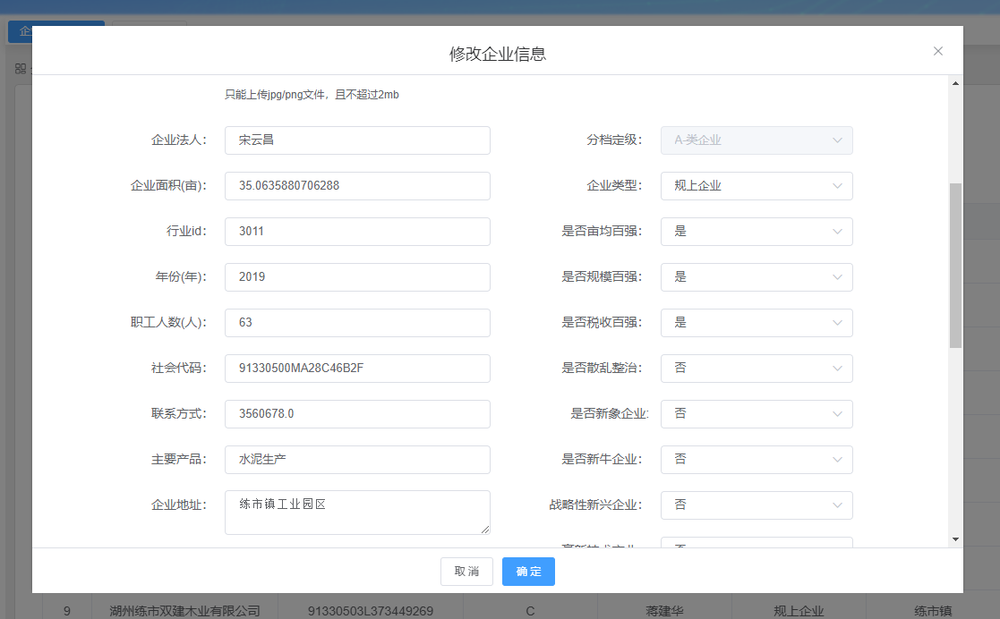 修改企业信息
只能上传jpg/png文件，且不超过2mb
企业法人： 宋云昌 分档定级： A-类企业
企业面积(亩)： 35.0635880706288 企业类型： 规上企业
行业id： 3011 是否亩均百强： 是
年份(年)： 2019 是否规模百强： 是
职工人数(人)： 63 是否税收百强： 是
社会代码： 91330500MA28C46B2F 是否散乱整治： 否
联系方式： 3560678.0 是否新象企业: 否
主要产品： 水泥生产 是否新牛企业： 否
企业地址： 练市镇工业园区 战略性新兴企业： 否
取消 确定
9 湖州练市双建木业有限公司 91330503L373449269 C 蒋建华 规上企业 练市镇